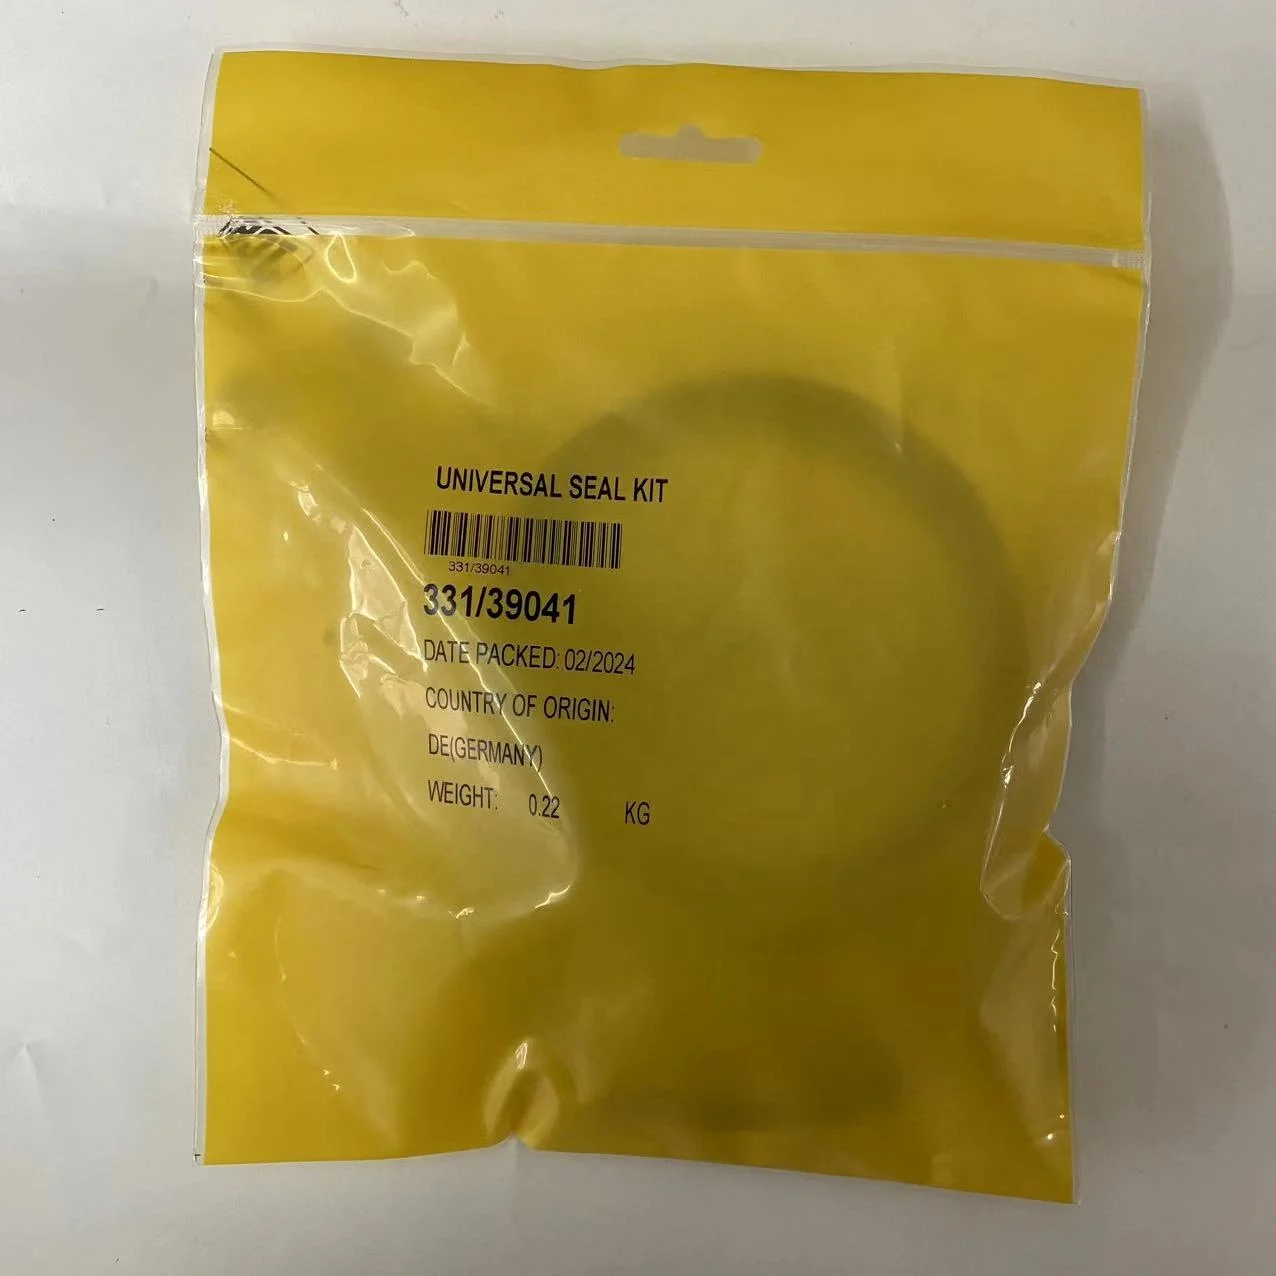 UNIVERSAL SEAL KIT
331/39041
331/39041
DATE PACKED: 02/2024
COUNTRY OF ORIGIN:
DE(GERMANY)
WEIGHT: 0.22 KG